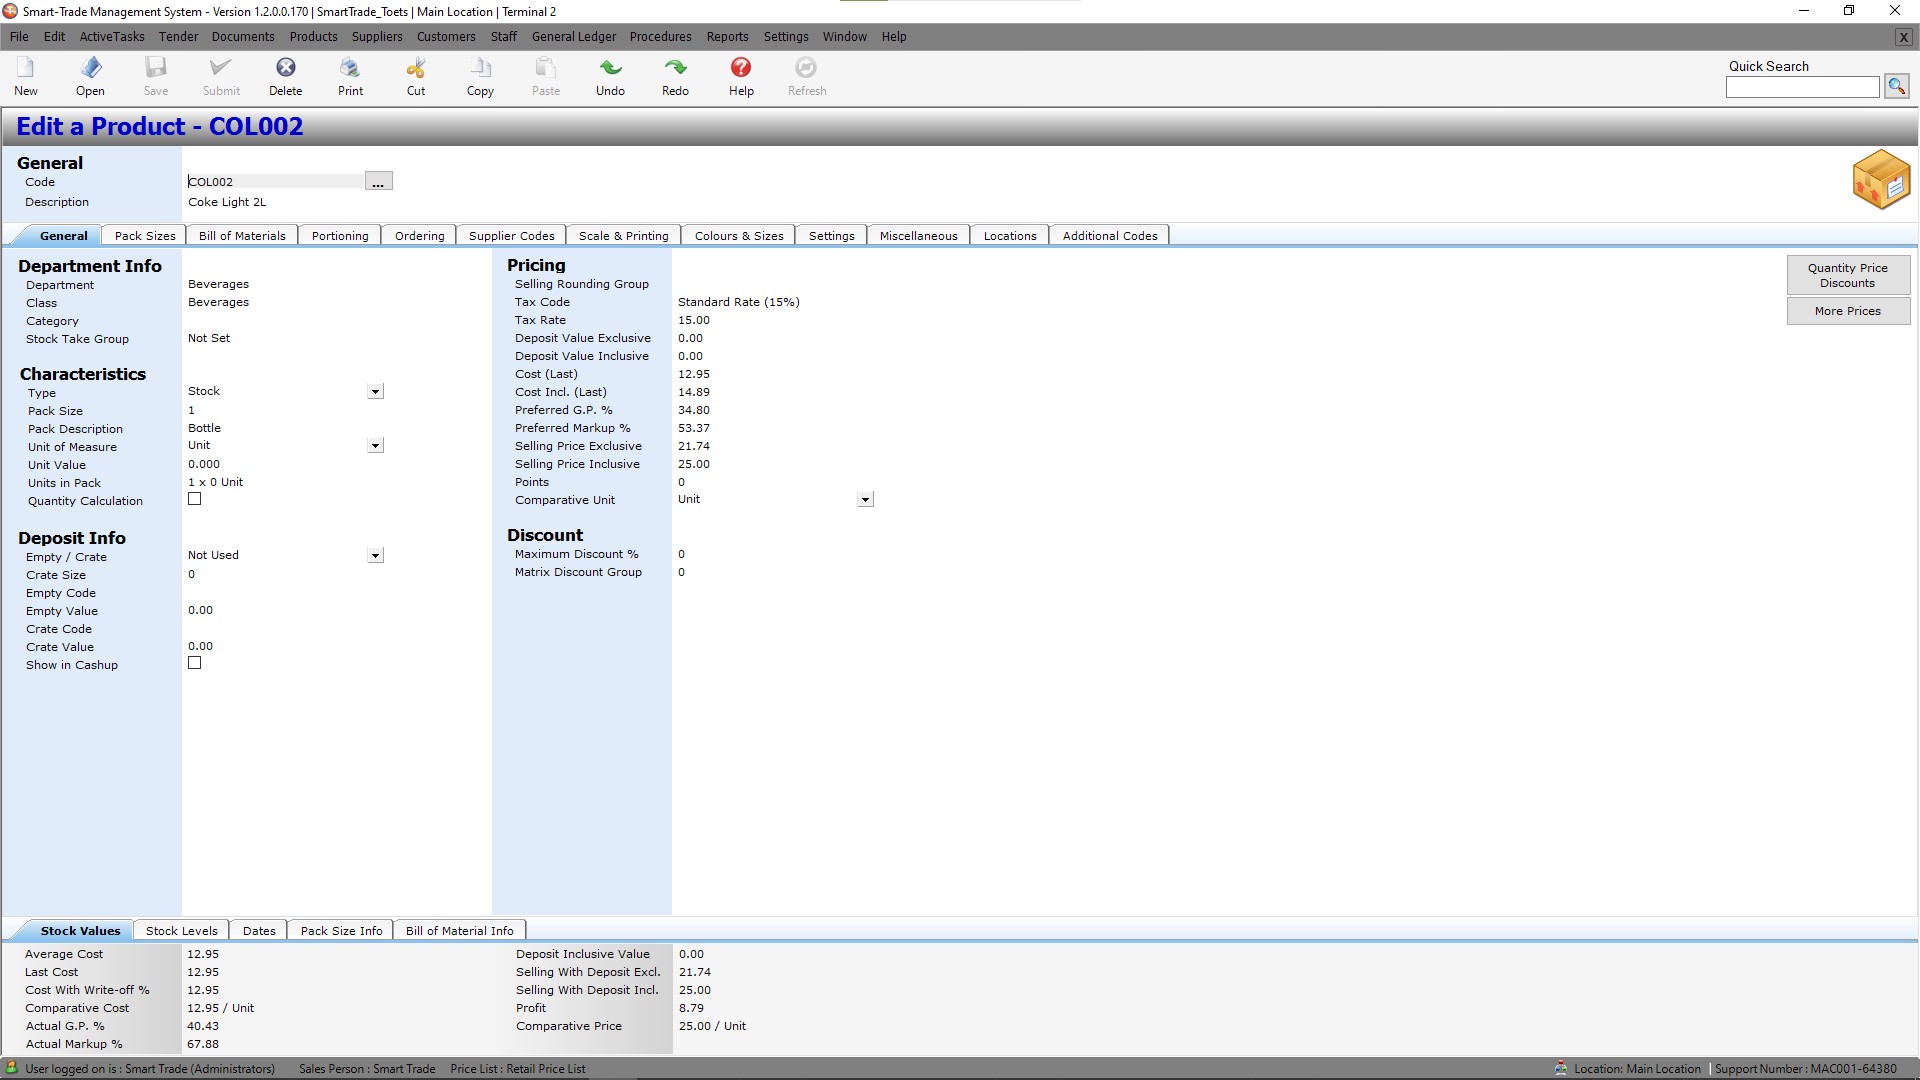 Smart-Trade Management System - Version 1.2.0.0.170 | SmartTrade_Toets | Main Location | Terminal 2
File Edit ActiveTasks Tender Documents Products Suppliers Customers Staff General Ledger Procedures Reports Settings Window Help X
New Open Save Submit Delete Print Cut Copy Paste Undo Redo Help Refresh
Quick Search
Edit a Product - COL002
General
Code COL002 ...
Description Coke Light 2L
General Pack Sizes Bill of Materials Portioning Ordering Supplier Codes Scale & Printing Colours & Sizes Settings Miscellaneous Locations Additional Codes
Department Info
Department Beverages
Class Beverages
Category
Stock Take Group Not Set
Characteristics
Type Stock
Pack Size 1
Pack Description Bottle
Unit of Measure Unit
Unit Value 0.000
Units in Pack 1 x 0 Unit
Quantity Calculation
Deposit Info
Empty / Crate Not Used
Crate Size 0
Empty Code
Empty Value 0.00
Crate Code
Crate Value 0.00
Show in Cashup
Pricing
Selling Rounding Group
Tax Code Standard Rate (15%)
Tax Rate 15.00
Deposit Value Exclusive 0.00
Deposit Value Inclusive 0.00
Cost (Last) 12.95
Cost Incl. (Last) 14.89
Preferred G.P. % 34.80
Preferred Markup % 53.37
Selling Price Exclusive 21.74
Selling Price Inclusive 25.00
Points 0
Comparative Unit Unit
Discount
Maximum Discount % 0
Matrix Discount Group 0
Quantity Price
Discounts
More Prices
Stock Values Stock Levels Dates Pack Size Info Bill of Material Info
Average Cost 12.95
Last Cost 12.95
Cost With Write-off % 12.95
Comparative Cost 12.95 / Unit
Actual G.P. % 40.43
Actual Markup % 67.88
Deposit Inclusive Value 0.00
Selling With Deposit Excl. 21.74
Selling With Deposit Incl. 25.00
Profit 8.79
Comparative Price 25.00 / Unit
User logged on is : Smart Trade (Administrators) Sales Person : Smart Trade Price List : Retail Price List Location: Main Location | Support Number : MAC001-64380